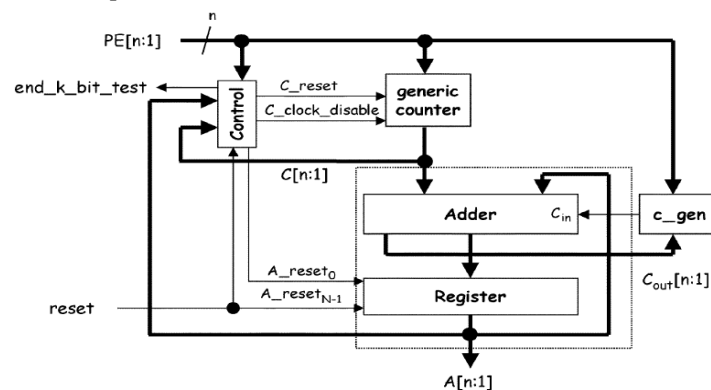 n
PE[n:1]
end_k_bit_test
Control
C_reset
C_clock_disable
generic
counter
C[n:1]
Adder
C_in
c_gen
A_reset_0
C_out[n:1]
reset
A_reset_N-1
Register
A[n:1]